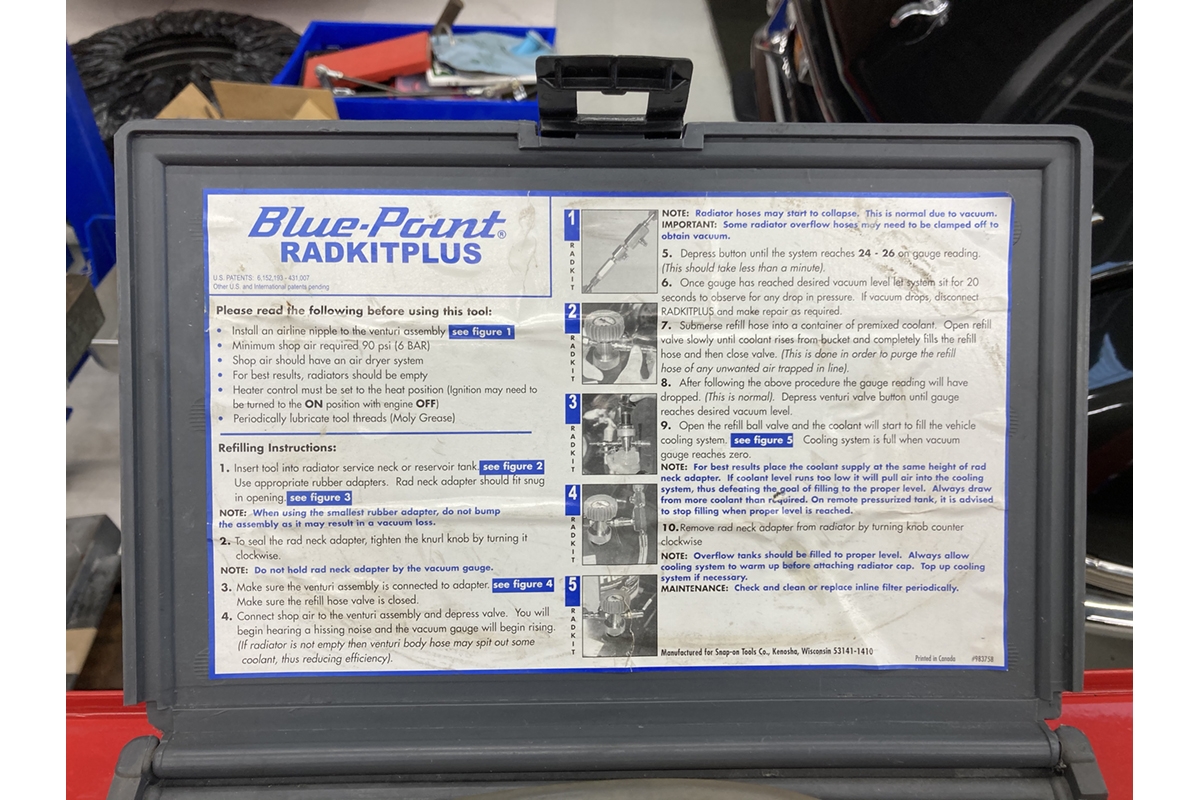 Blue-Point®
RADKITPLUS
U.S. PATENTS: 6,152,193 - 431,007
Other U.S. and International patents pending
Please read the following before using this tool:
• Install an airline nipple to the venturi assembly see figure 1
• Minimum shop air required 90 psi (6 BAR)
• Shop air should have an air dryer system
• For best results, radiators should be empty
• Heater control must be set to the heat position (Ignition may need to
be turned to the ON position with engine OFF)
• Periodically lubricate tool threads (Moly Grease)
Refilling Instructions:
1. Insert tool into radiator service neck or reservoir tank. see figure 2
Use appropriate rubber adapters. Rad neck adapter should fit snug
in opening. see figure 3
NOTE: When using the smallest rubber adapter, do not bump
the assembly as it may result in a vacuum loss.
2. To seal the rad neck adapter, tighten the knurl knob by turning it
clockwise.
NOTE: Do not hold rad neck adapter by the vacuum gauge.
3. Make sure the venturi assembly is connected to adapter. see figure 4
Make sure the refill hose valve is closed.
4. Connect shop air to the venturi assembly and depress valve. You will
begin hearing a hissing noise and the vacuum gauge will begin rising.
(If radiator is not empty then venturi body hose may spit out some
coolant, thus reducing efficiency).
1
RADKIT
2
RADKIT
3
RADKIT
4
RADKIT
5
RADKIT
NOTE: Radiator hoses may start to collapse. This is normal due to vacuum.
IMPORTANT: Some radiator overflow hoses may need to be clamped off to
obtain vacuum.
5. Depress button until the system reaches 24 - 26 on gauge reading.
(This should take less than a minute).
6. Once gauge has reached desired vacuum level let system sit for 20
seconds to observe for any drop in pressure. If vacuum drops, disconnect
RADKITPLUS and make repair as required.
7. Submerse refill hose into a container of premixed coolant. Open refill
valve slowly until coolant rises from bucket and completely fills the refill
hose and then close valve. (This is done in order to purge the refill
hose of any unwanted air trapped in line).
8. After following the above procedure the gauge reading will have
dropped. (This is normal). Depress venturi valve button until gauge
reaches desired vacuum level.
9. Open the refill ball valve and the coolant will start to fill the vehicle
cooling system. see figure 5 Cooling system is full when vacuum
gauge reaches zero.
NOTE: For best results place the coolant supply at the same height of rad
neck adapter. If coolant level runs too low it will pull air into the cooling
system, thus defeating the goal of filling to the proper level. Always draw
from more coolant than required. On remote pressurized tank, it is advised
to stop filling when proper level is reached.
10. Remove rad neck adapter from radiator by turning knob counter
clockwise
NOTE: Overflow tanks should be filled to proper level. Always allow
cooling system to warm up before attaching radiator cap. Top up cooling
system if necessary.
MAINTENANCE: Check and clean or replace inline filter periodically.
Manufactured for Snap-on Tools Co., Kenosha, Wisconsin 53141-1410
Printed in Canada #98375B